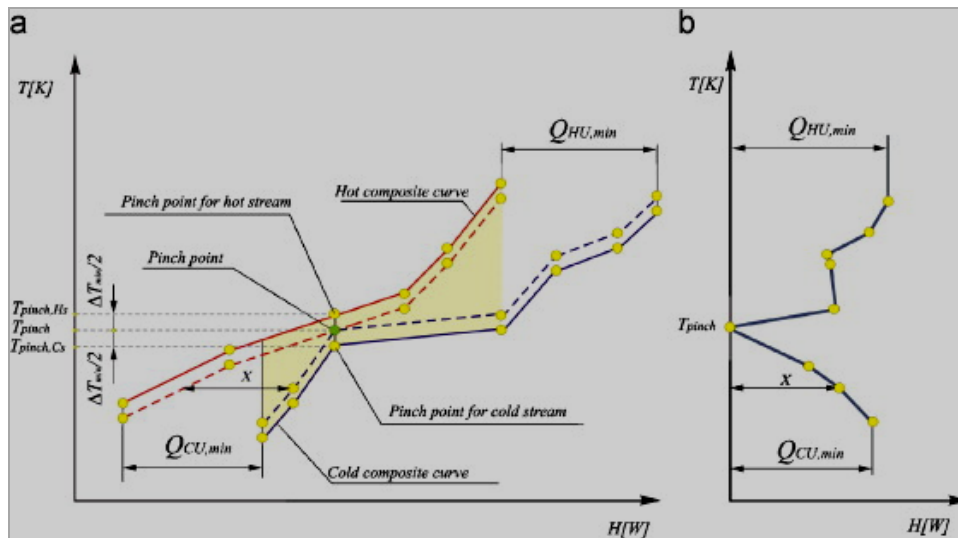 a
T[K]
Q_HU,min
Hot composite curve
Pinch point for hot stream
Pinch point
ΔT_min/2
T_pinch,Hs
T_pinch
T_pinch,Cs
ΔT_min/2
x
Pinch point for cold stream
Q_CU,min
Cold composite curve
H[W]
b
T[K]
Q_HU,min
T_pinch
x
Q_CU,min
H[W]